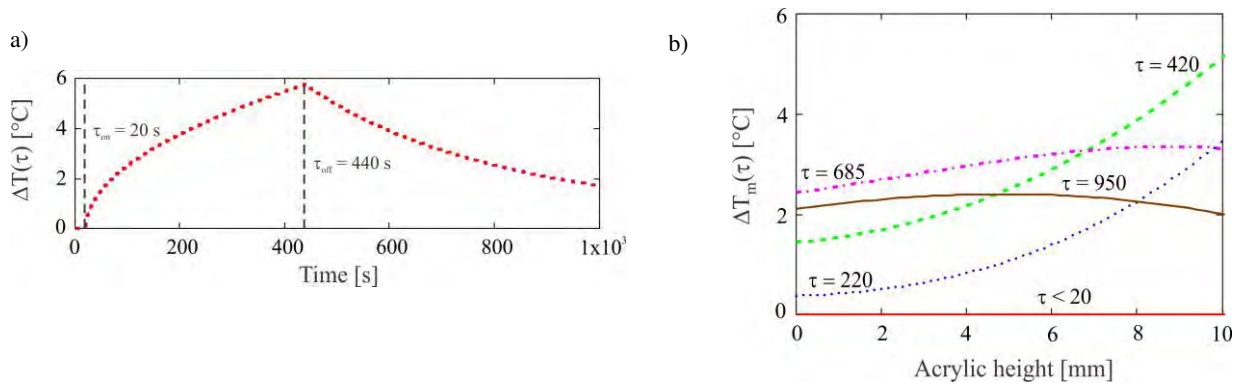 a)
6
4
2
0
ΔT(τ) [°C]
τon = 20 s
τoff = 440 s
0
200
400
600
800
1x10³
Time [s]
b)
6
4
2
0
ΔTm(τ) [°C]
τ = 420
τ = 685
τ = 950
τ = 220
τ < 20
0
2
4
6
8
10
Acrylic height [mm]